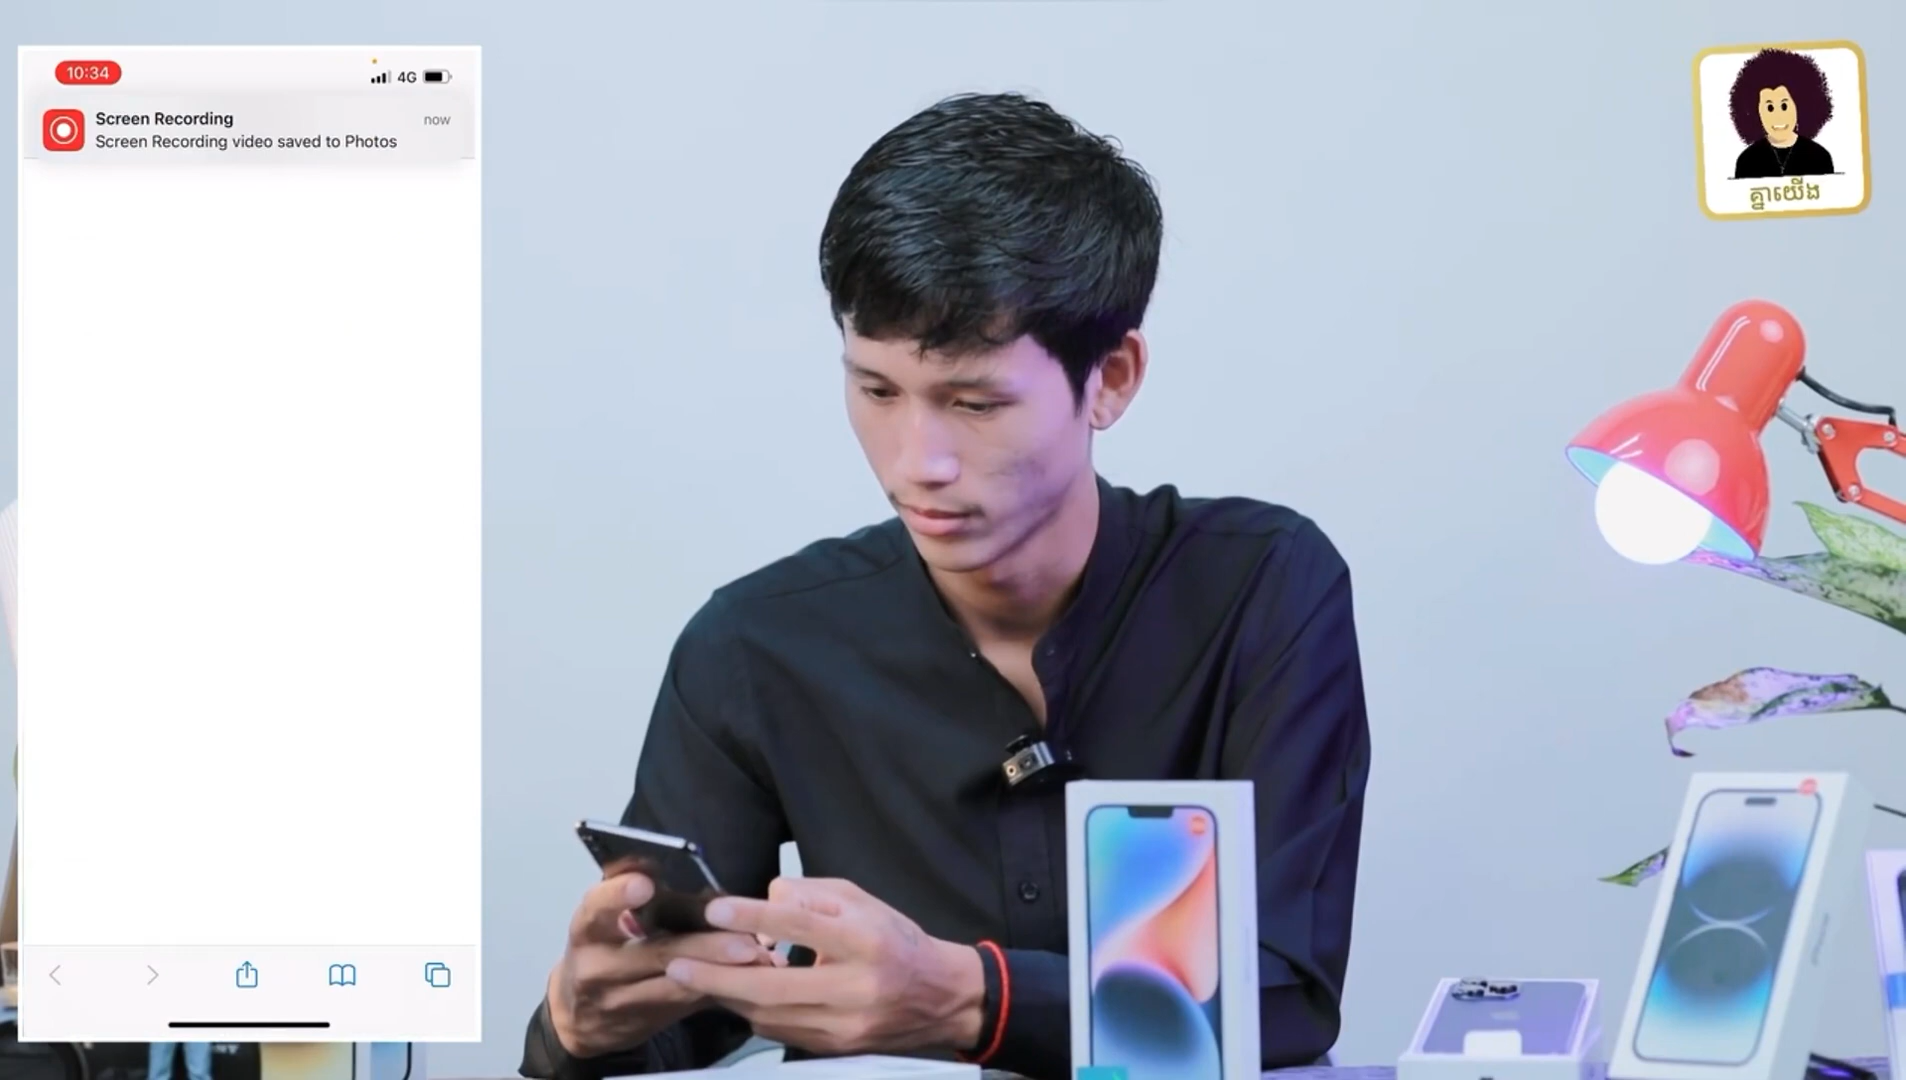 10:34
4G
Screen Recording
now
Screen Recording video saved to Photos
គ្នាយើង